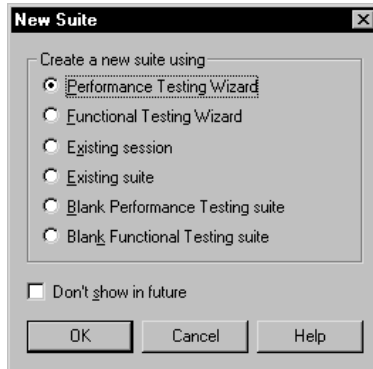 New Suite
Create a new suite using
Performance Testing Wizard
Functional Testing Wizard
Existing session
Existing suite
Blank Performance Testing suite
Blank Functional Testing suite
Don't show in future
OK Cancel Help